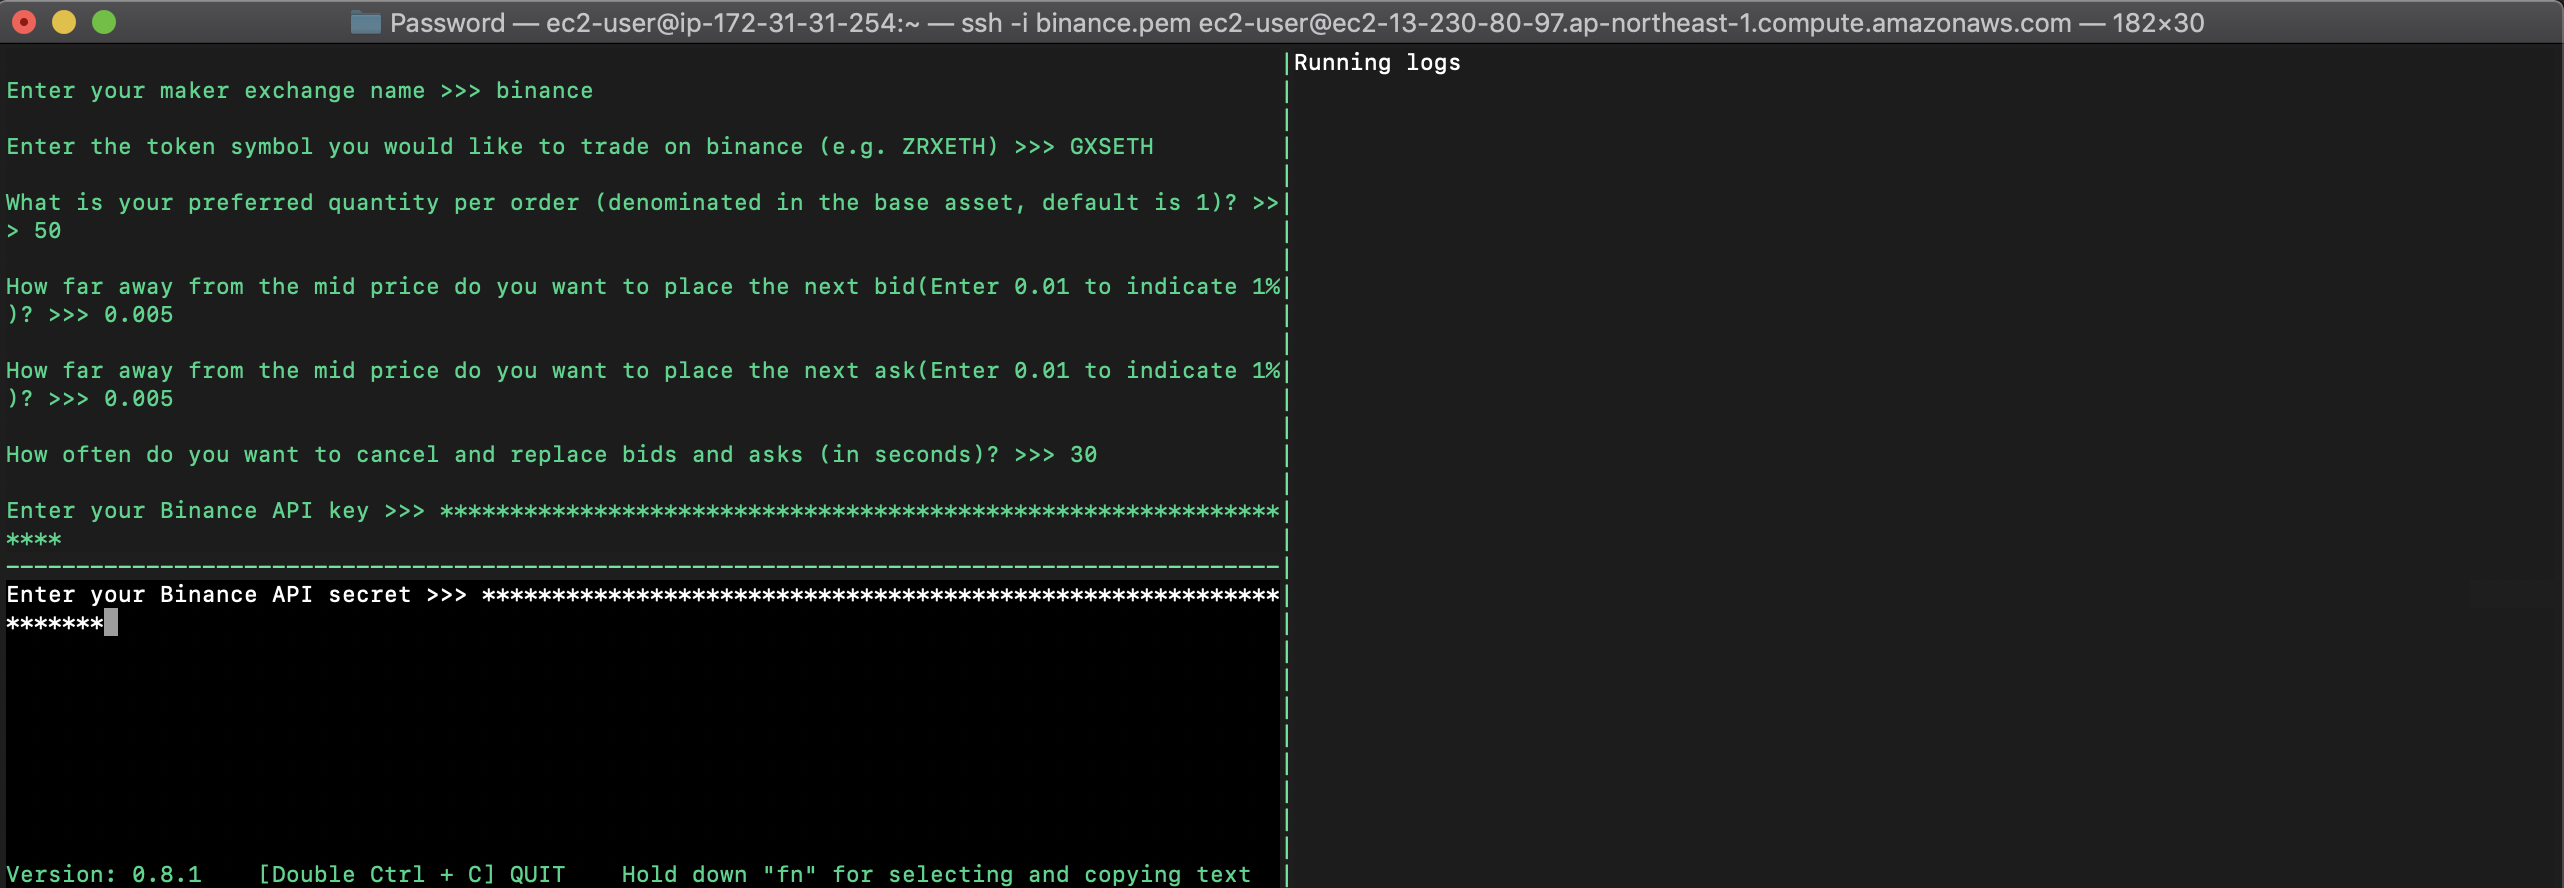 Password — ec2-user@ip-172-31-31-254:~ — ssh -i binance.pem ec2-user@ec2-13-230-80-97.ap-northeast-1.compute.amazonaws.com — 182×30
Enter your maker exchange name >>> binance
Enter the token symbol you would like to trade on binance (e.g. ZRXETH) >>> GXSETH
What is your preferred quantity per order (denominated in the base asset, default is 1)? >>
> 50
How far away from the mid price do you want to place the next bid(Enter 0.01 to indicate 1%
)? >>> 0.005
How far away from the mid price do you want to place the next ask(Enter 0.01 to indicate 1%
)? >>> 0.005
How often do you want to cancel and replace bids and asks (in seconds)? >>> 30
Enter your Binance API key >>> ************************************************************
****
Enter your Binance API secret >>> *********************************************************
*******
Version: 0.8.1    [Double Ctrl + C] QUIT    Hold down "fn" for selecting and copying text
Running logs